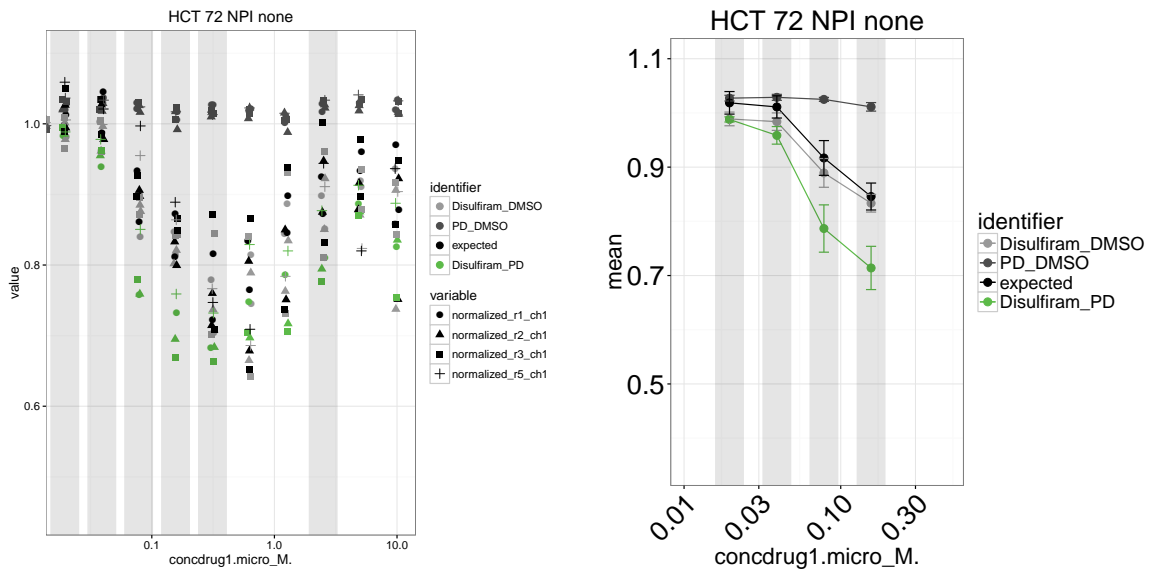 HCT 72 NPI none
1.0
0.8
0.6
value
0.1
1.0
10.0
concdrug1.micro_M.
identifier
Disulfiram_DMSO
PD_DMSO
expected
Disulfiram_PD
variable
normalized_r1_ch1
normalized_r2_ch1
normalized_r3_ch1
normalized_r5_ch1
HCT 72 NPI none
1.1
0.9
0.7
0.5
mean
0.01
0.03
0.10
0.30
concdrug1.micro_M.
identifier
Disulfiram_DMSO
PD_DMSO
expected
Disulfiram_PD